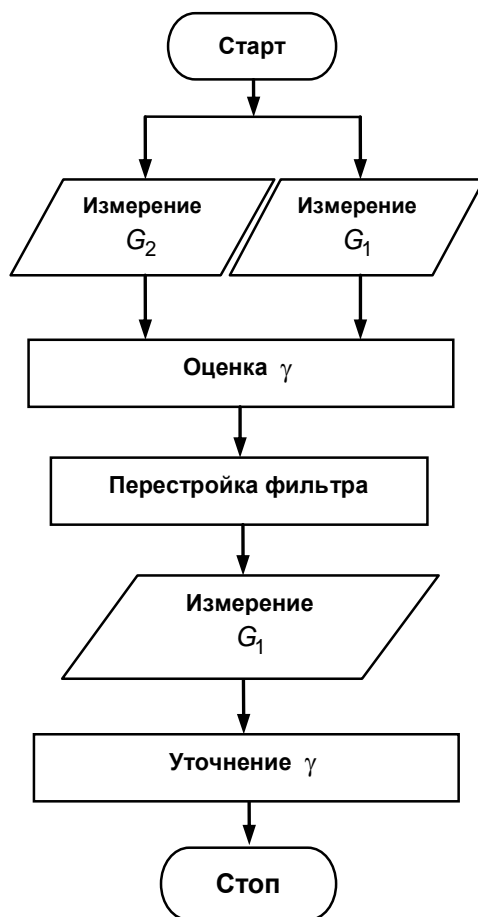 Старт
Измерение
G₂
Измерение
G₁
Оценка γ
Перестройка фильтра
Измерение
G₁
Уточнение γ
Стоп